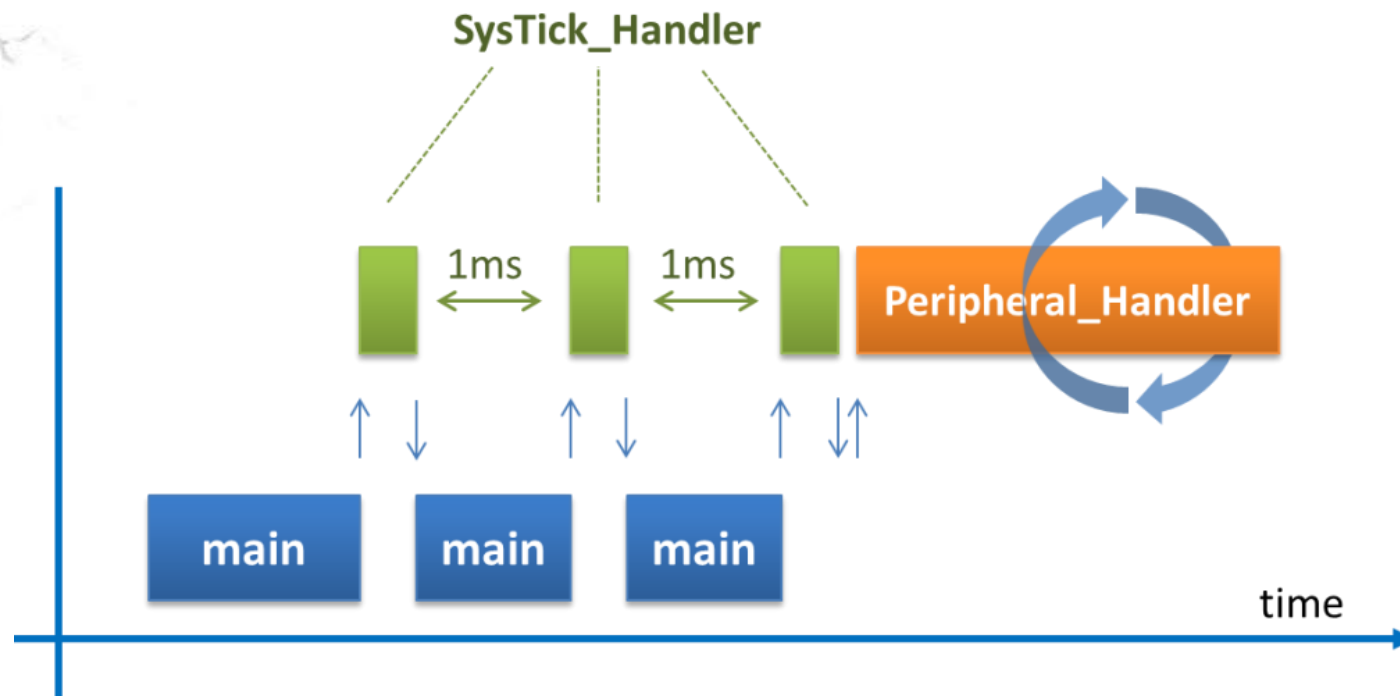 SysTick_Handler
1ms
1ms
Peripheral_Handler
main
main
main
time